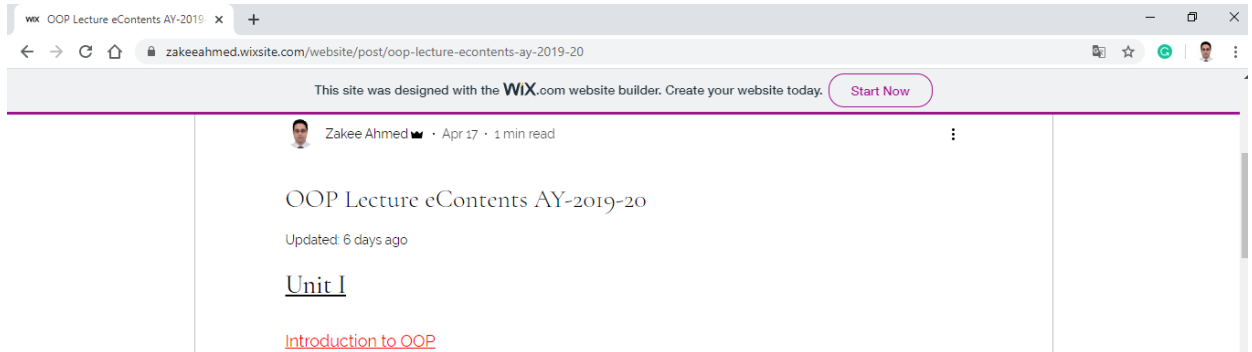 WIX OOP Lecture eContents AY-2019
zakeeahmed.wixsite.com/website/post/oop-lecture-econtents-ay-2019-20
This site was designed with the WiX.com website builder. Create your website today. Start Now
Zakee Ahmed · Apr 17 · 1 min read
OOP Lecture eContents AY-2019-20
Updated: 6 days ago
Unit I
Introduction to OOP